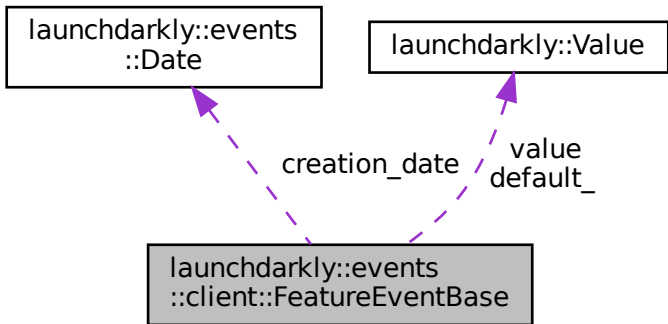 launchdarkly::events
::Date
launchdarkly::Value
creation_date
value
default_
launchdarkly::events
::client::FeatureEventBase